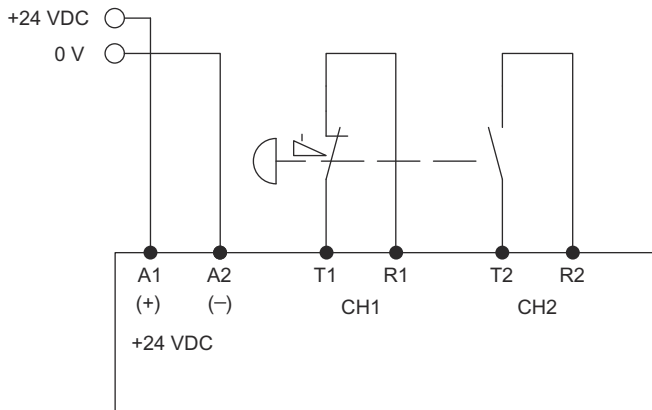 +24 VDC
0 V
A1 A2 T1 R1 T2 R2
(+) (–) CH1 CH2
+24 VDC